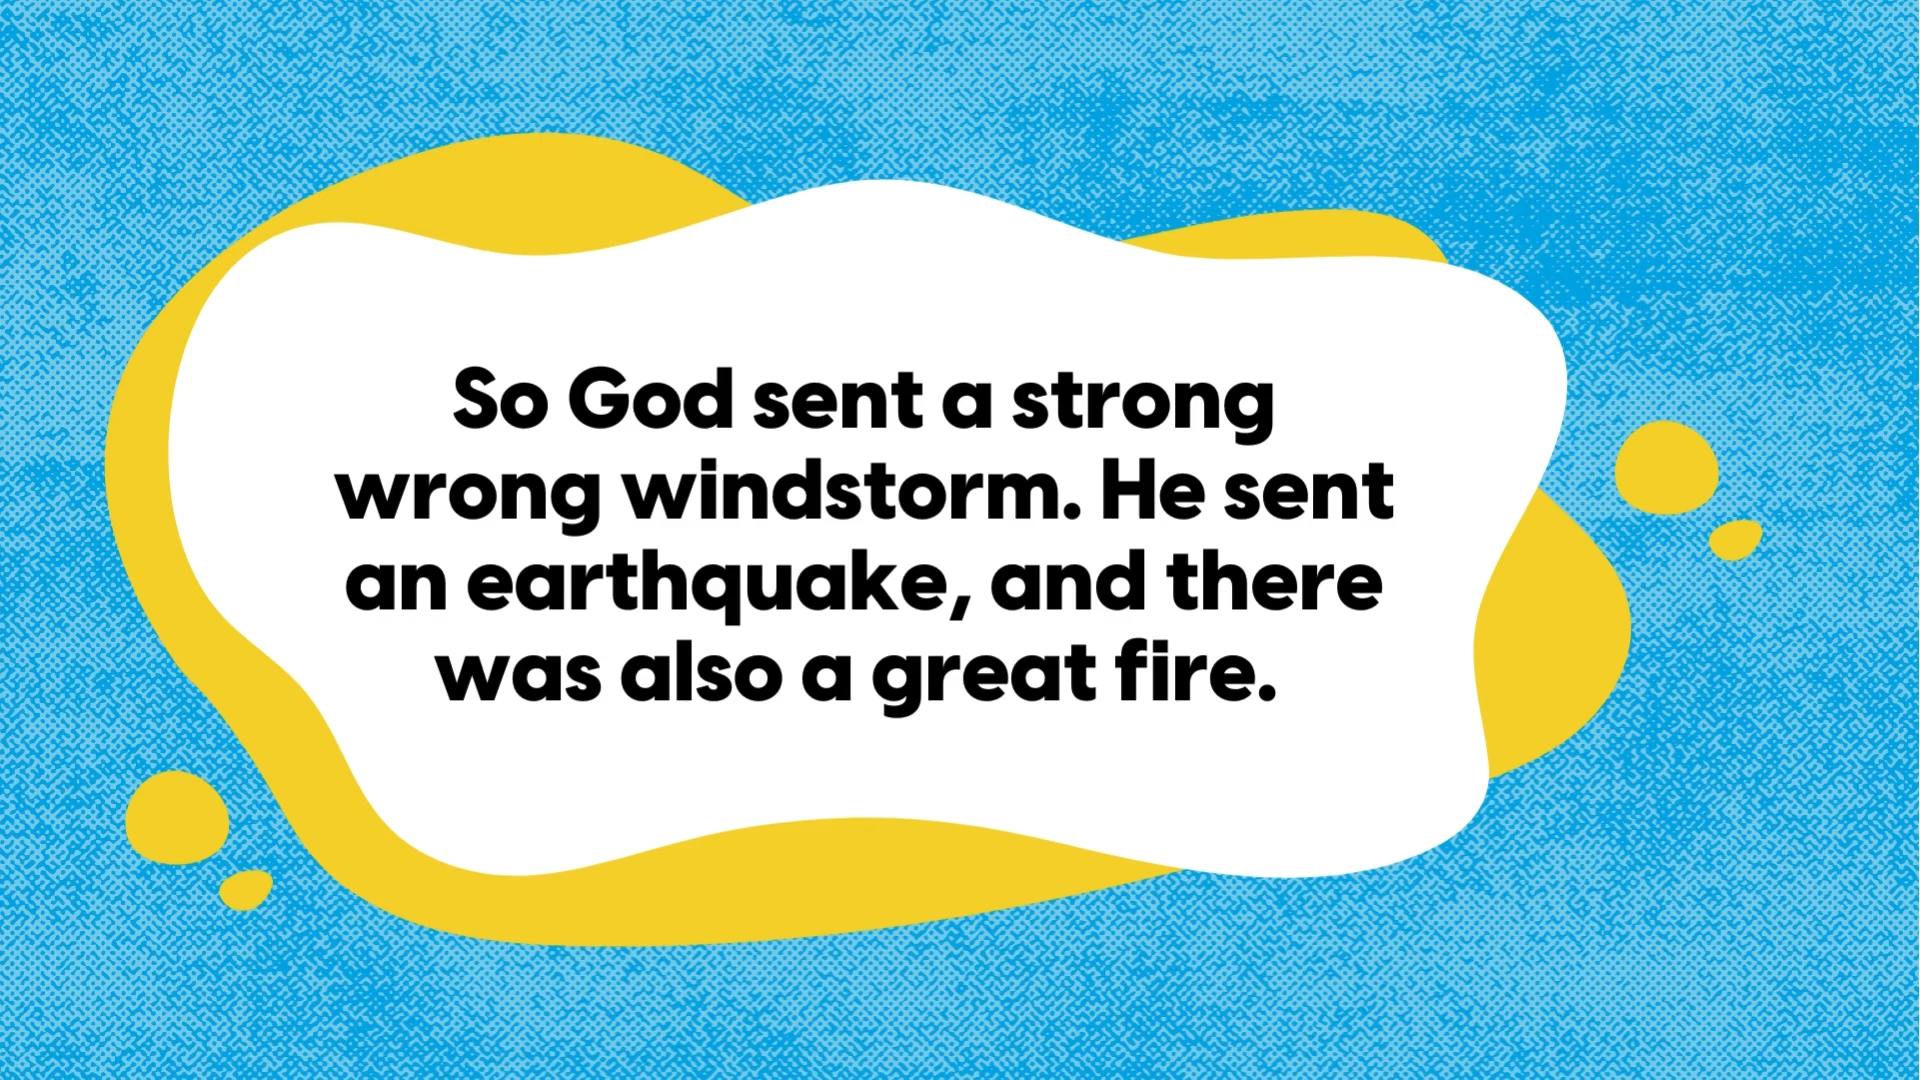 So God sent a strong
wrong windstorm. He sent
an earthquake, and there
was also a great fire.